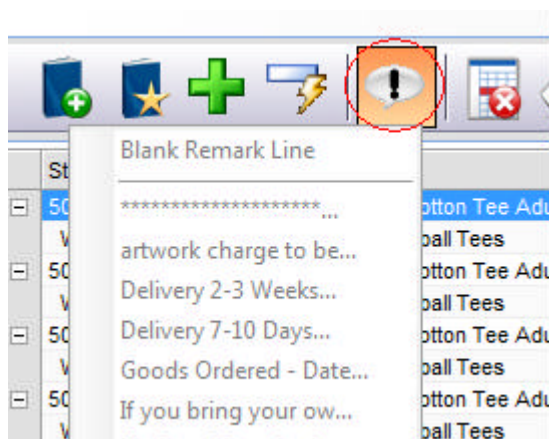 Blank Remark Line
St
********************...
50 otton Tee Adu
ball Tees
artwork charge to be...
50 otton Tee Adu
Delivery 2-3 Weeks...
ball Tees
Delivery 7-10 Days...
50 otton Tee Adu
ball Tees
Goods Ordered - Date...
50 otton Tee Adu
If you bring your ow...
ball Tees